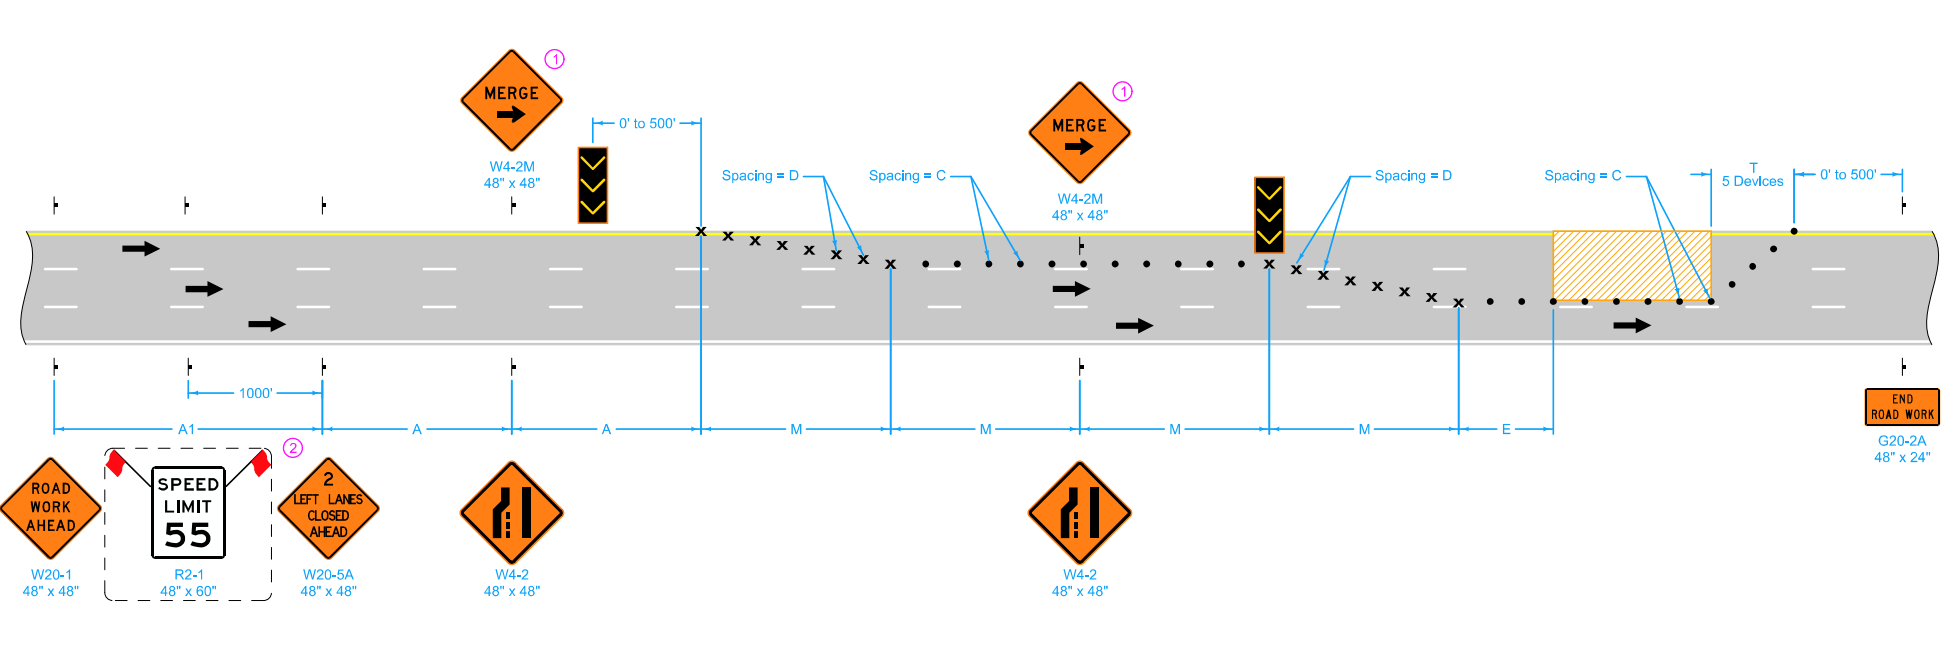 1
MERGE
W4-2M
48" x 48"
0' to 500'
1
MERGE
W4-2M
48" x 48"
Spacing = D
Spacing = C
Spacing = D
Spacing = C
T
5 Devices
0' to 500'
1000'
A1
A
A
M
M
M
M
E
END
ROAD WORK
G20-2A
48" x 24"
ROAD
WORK
AHEAD
W20-1
48" x 48"
SPEED
LIMIT
55
R2-1
48" x 60"
2
2
LEFT LANES
CLOSED
AHEAD
W20-5A
48" x 48"
W4-2
48" x 48"
W4-2
48" x 48"